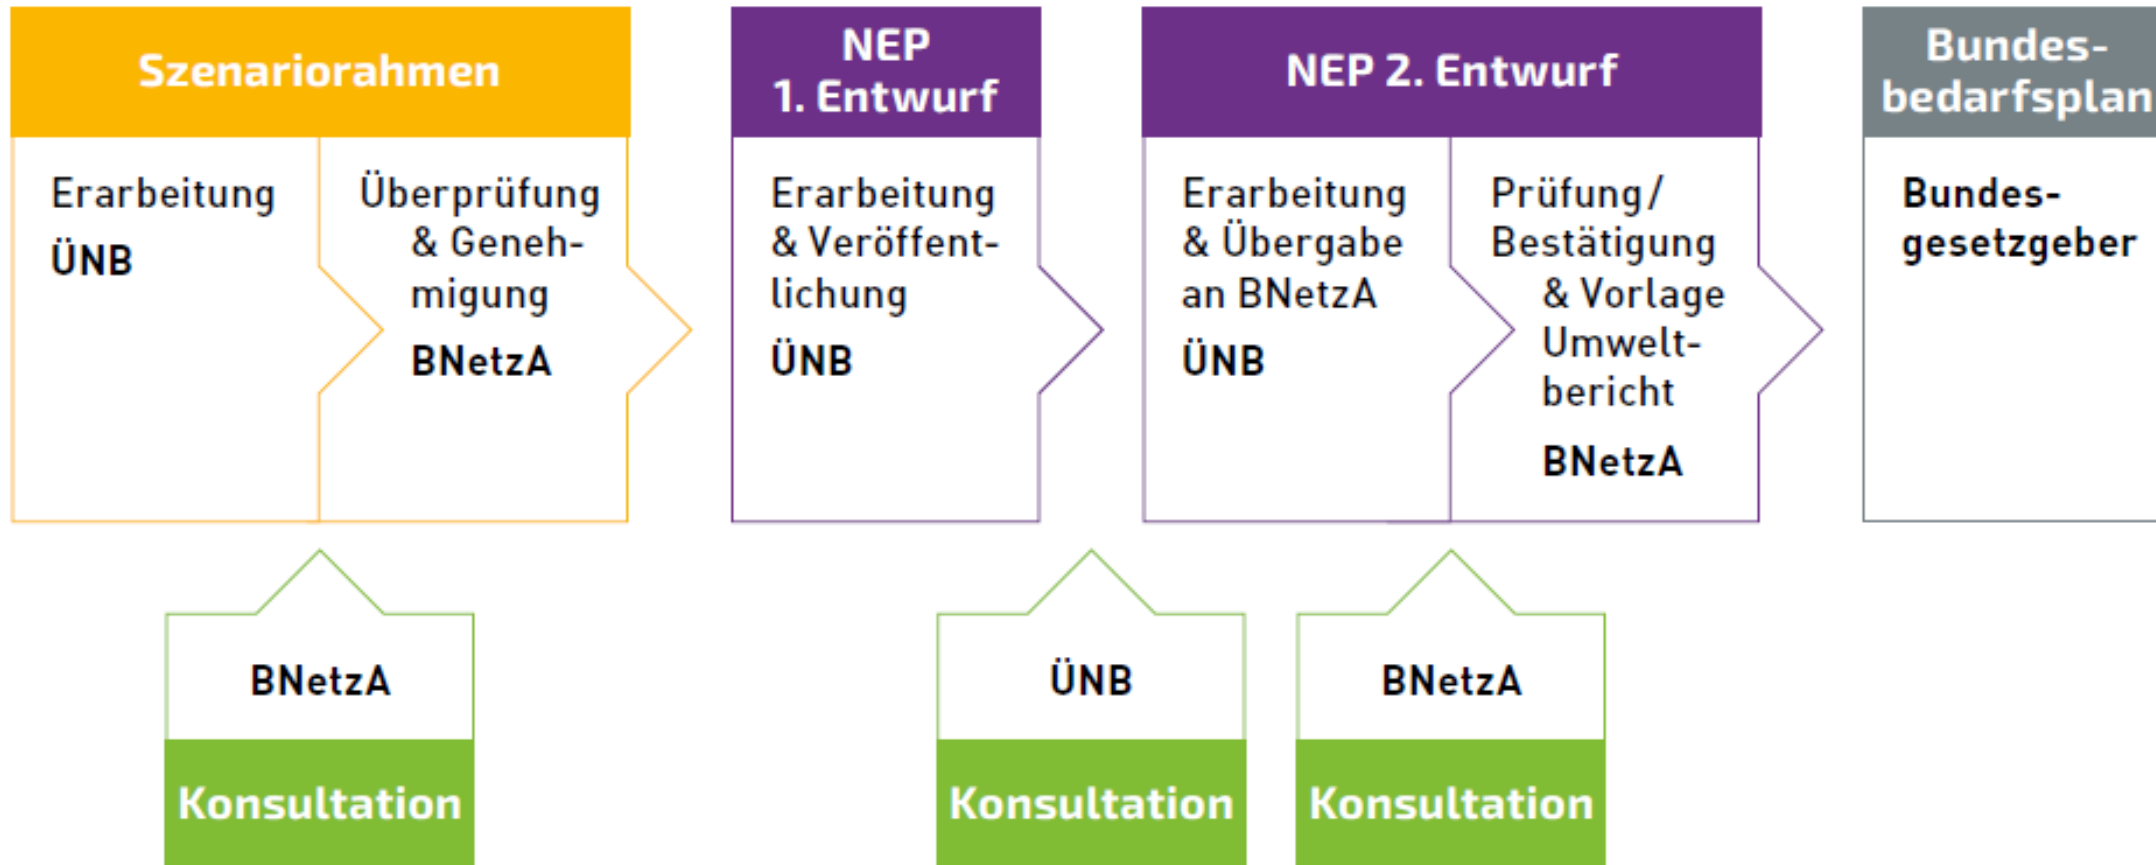 Szenariorahmen
Erarbeitung
ÜNB
Überprüfung
& Geneh-
migung
BNetzA
NEP
1. Entwurf
Erarbeitung
& Veröffent-
lichung
ÜNB
NEP 2. Entwurf
Erarbeitung
& Übergabe
an BNetzA
ÜNB
Prüfung/
Bestätigung
& Vorlage
Umwelt-
bericht
BNetzA
Bundes-
bedarfsplan
Bundes-
gesetzgeber
BNetzA
Konsultation
ÜNB
Konsultation
BNetzA
Konsultation